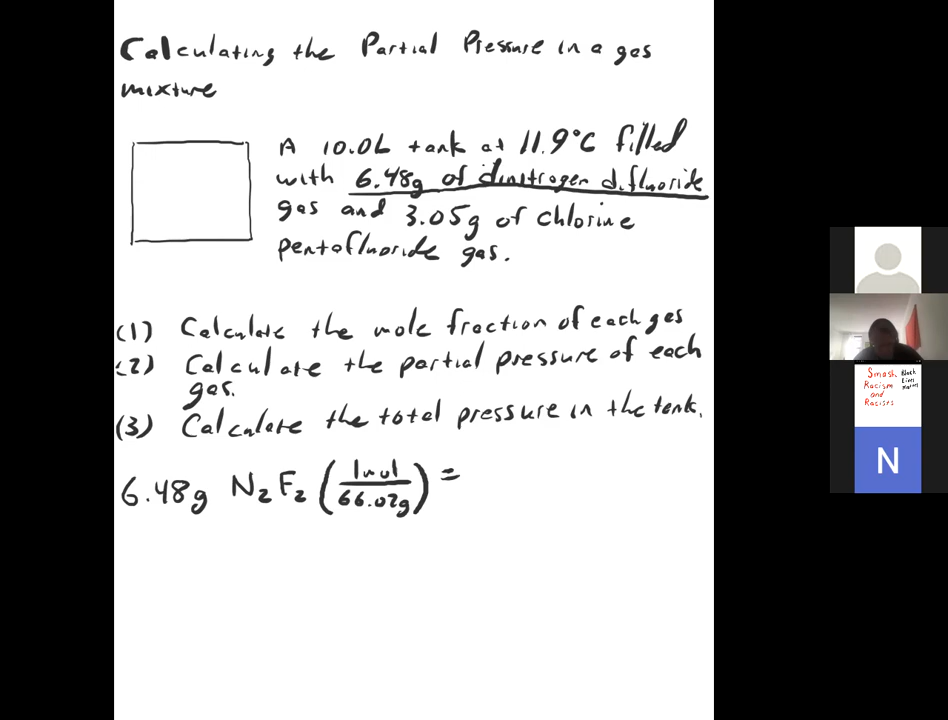 Calculating the Partial Pressure in a gas
mixture
A 10.0L tank at 11.9°C filled
with 6.48g of dinitrogen difluoride
gas and 3.05g of chlorine
pentafluoride gas.
(1) Calculate the mole fraction of each gas
(2) Calculate the partial pressure of each
gas.
(3) Calculate the total pressure in the tank.
6.48g N₂F₂ (1mol/66.02g) =
Smash Black
Racism Lives
and Matter
Racists
N